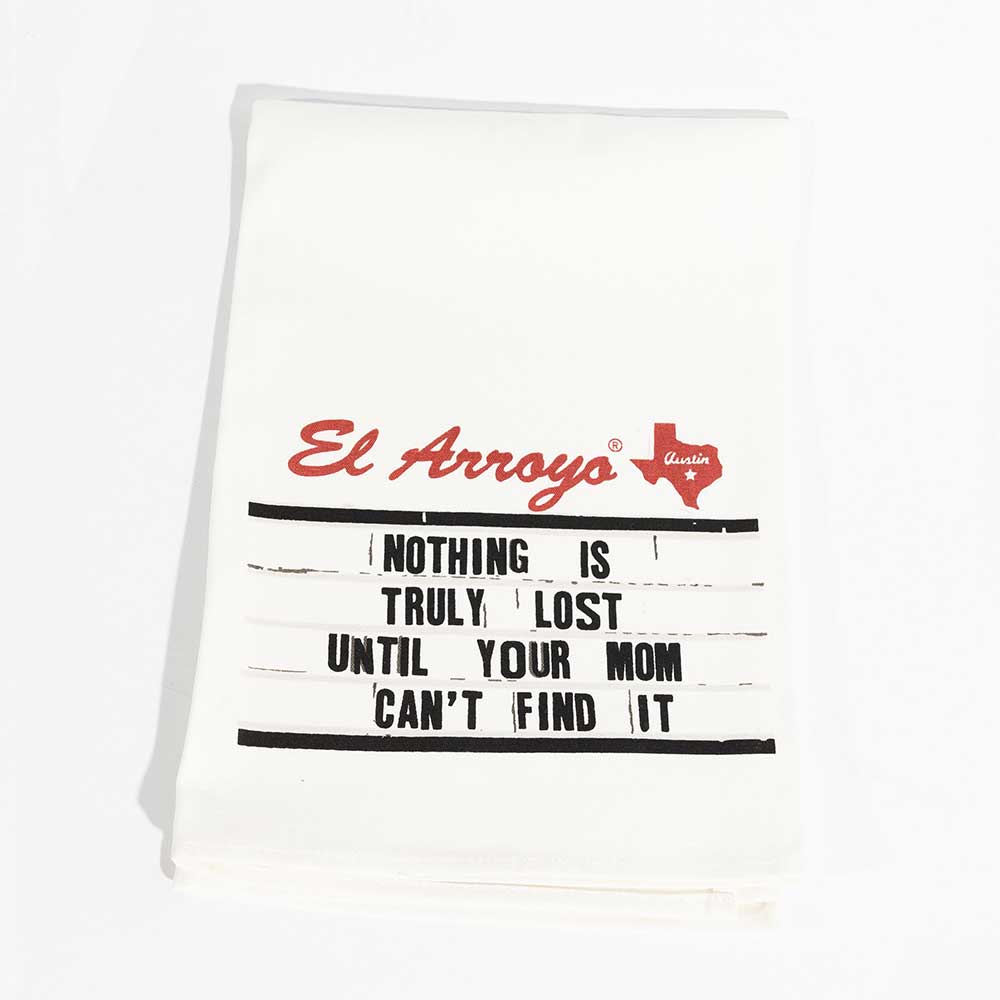 El Arroyo®
Austin
NOTHING IS
TRULY LOST
UNTIL YOUR MOM
CAN'T FIND IT